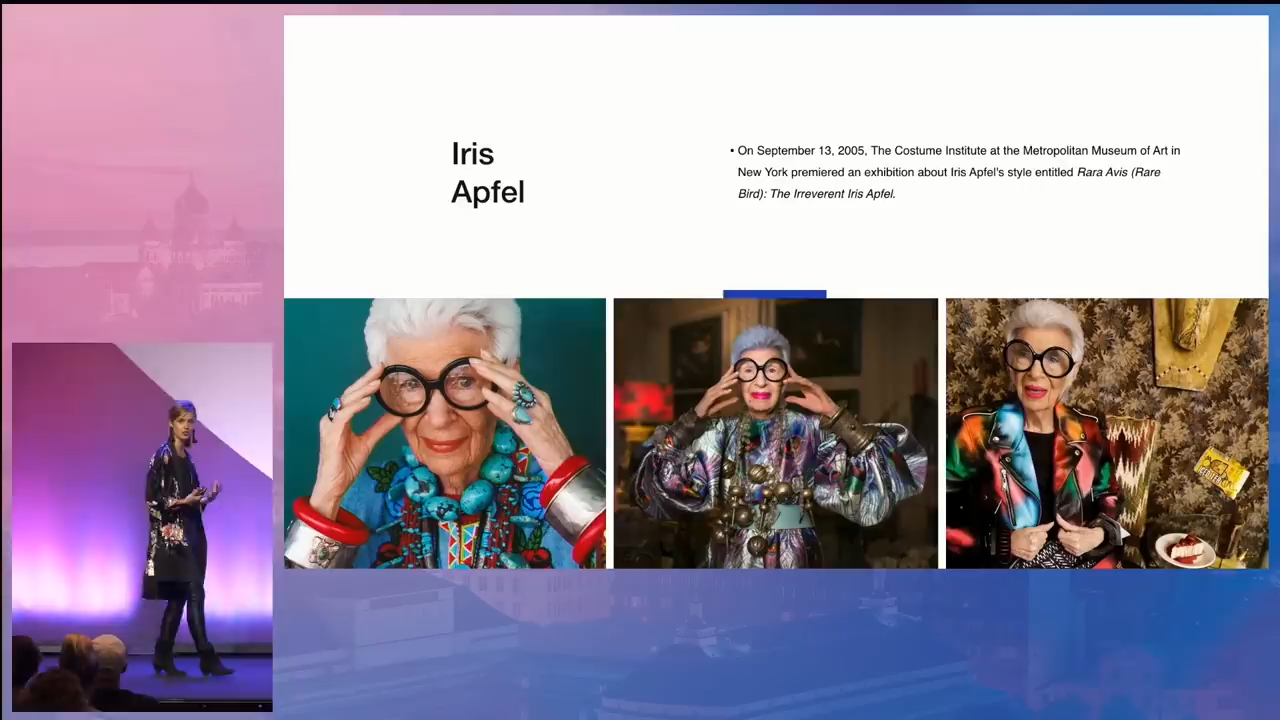 Iris
Apfel
▪ On September 13, 2005, The Costume Institute at the Metropolitan Museum of Art in
New York premiered an exhibition about Iris Apfel's style entitled Rara Avis (Rare
Bird): The Irreverent Iris Apfel.